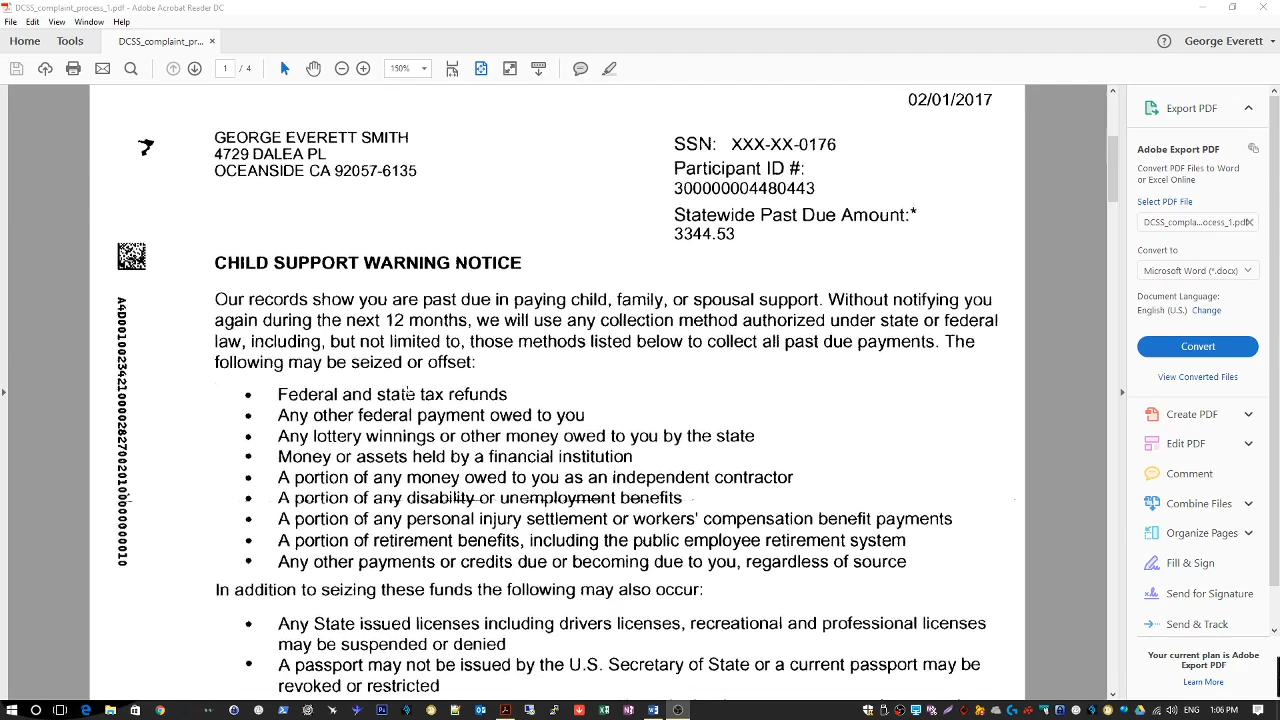 DCSS_complaint_process_1.pdf - Adobe Acrobat Reader DC
File Edit View Window Help
Home Tools DCSS_complaint_pr... × George Everett
1 / 4 150%
02/01/2017
GEORGE EVERETT SMITH
4729 DALEA PL
OCEANSIDE CA 92057-6135
SSN: XXX-XX-0176
Participant ID #:
300000004480443
Statewide Past Due Amount:*
3344.53
CHILD SUPPORT WARNING NOTICE
Our records show you are past due in paying child, family, or spousal support. Without notifying you
again during the next 12 months, we will use any collection method authorized under state or federal
law, including, but not limited to, those methods listed below to collect all past due payments. The
following may be seized or offset:
• Federal and state tax refunds
• Any other federal payment owed to you
• Any lottery winnings or other money owed to you by the state
• Money or assets held by a financial institution
• A portion of any money owed to you as an independent contractor
• A portion of any disability or unemployment benefits
• A portion of any personal injury settlement or workers' compensation benefit payments
• A portion of retirement benefits, including the public employee retirement system
• Any other payments or credits due or becoming due to you, regardless of source
In addition to seizing these funds the following may also occur:
• Any State issued licenses including drivers licenses, recreational and professional licenses
may be suspended or denied
• A passport may not be issued by the U.S. Secretary of State or a current passport may be
revoked or restricted
Export PDF
Adobe Export PDF
Convert PDF Files to Word
or Excel Online
Select PDF File
DCSS_compla...ocess_1.pdf
Convert to
Microsoft Word (*.docx)
Document Language:
English (U.S.) Change
Convert
View Converted Files
Create PDF
Edit PDF
Comment
Combine Files
Organize Pages
Fill & Sign
Send for Signature
Send & Track
Your current plan is Adobe
Export PDF
Learn More
1:06 PM